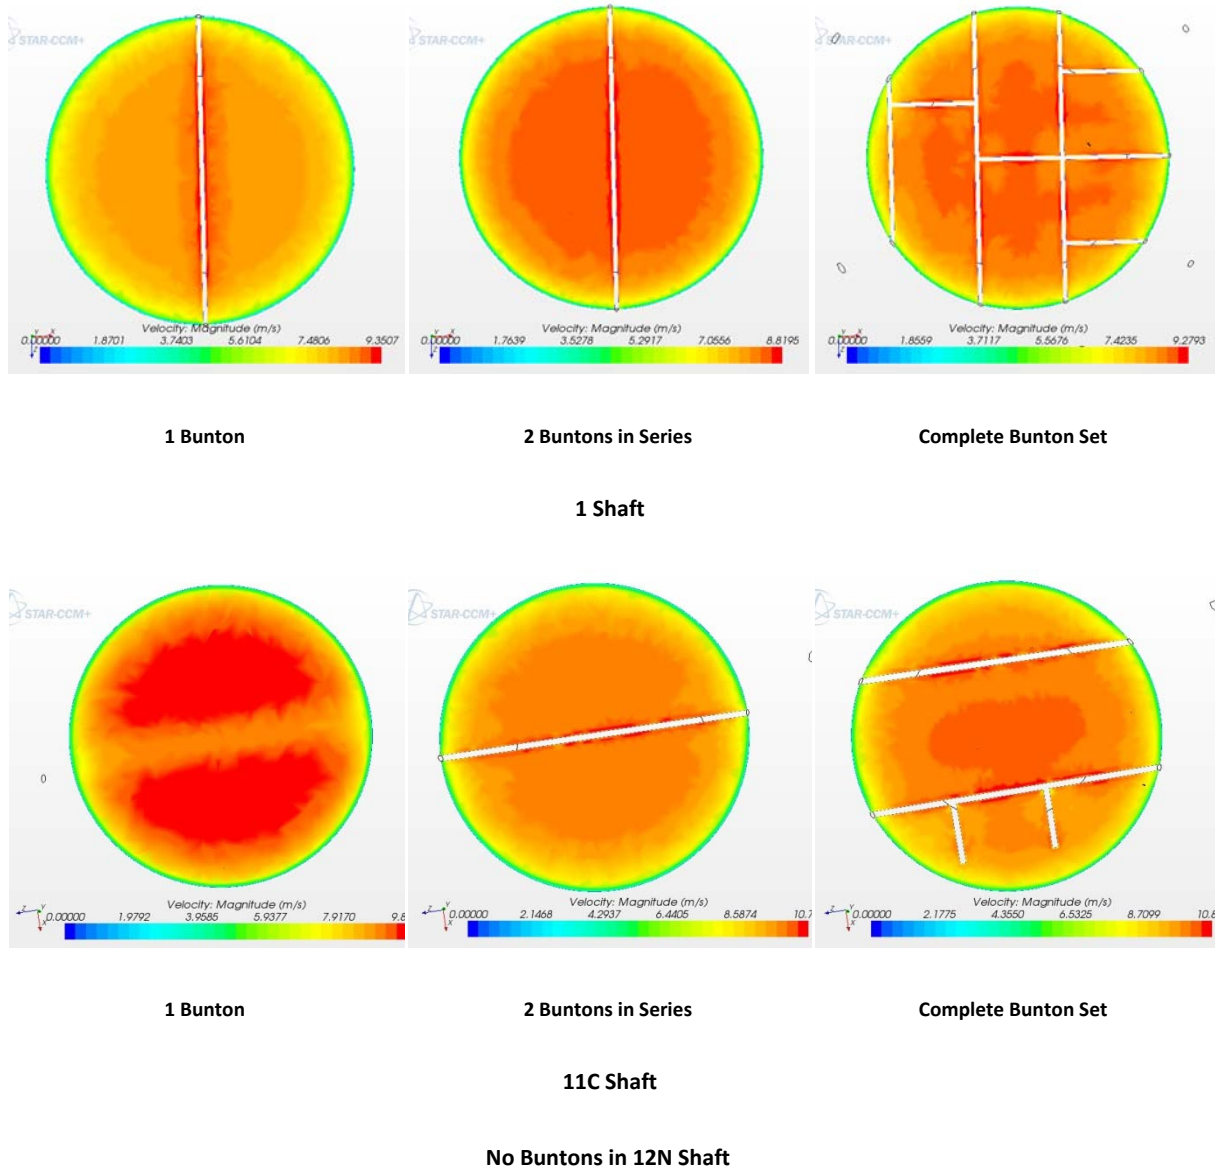 STAR-CCM+ STAR-CCM+ STAR-CCM+
Velocity: Magnitude (m/s) Velocity: Magnitude (m/s) Velocity: Magnitude (m/s)
0.00000 1.8701 3.7403 5.6104 7.4806 9.3507 0.00000 1.7639 3.5278 5.2917 7.0556 8.8195 0.00000 1.8559 3.7117 5.5676 7.4235 9.2793
1 Bunton 2 Buntons in Series Complete Bunton Set
1 Shaft
STAR-CCM+ STAR-CCM+ STAR-CCM+
Velocity: Magnitude (m/s) Velocity: Magnitude (m/s) Velocity: Magnitude (m/s)
0.00000 1.9792 3.9585 5.9377 7.9170 9.8 0.00000 2.1468 4.2937 6.4405 8.5874 10.7 0.00000 2.1775 4.3550 6.5325 8.7099 10.8
1 Bunton 2 Buntons in Series Complete Bunton Set
11C Shaft
No Buntons in 12N Shaft